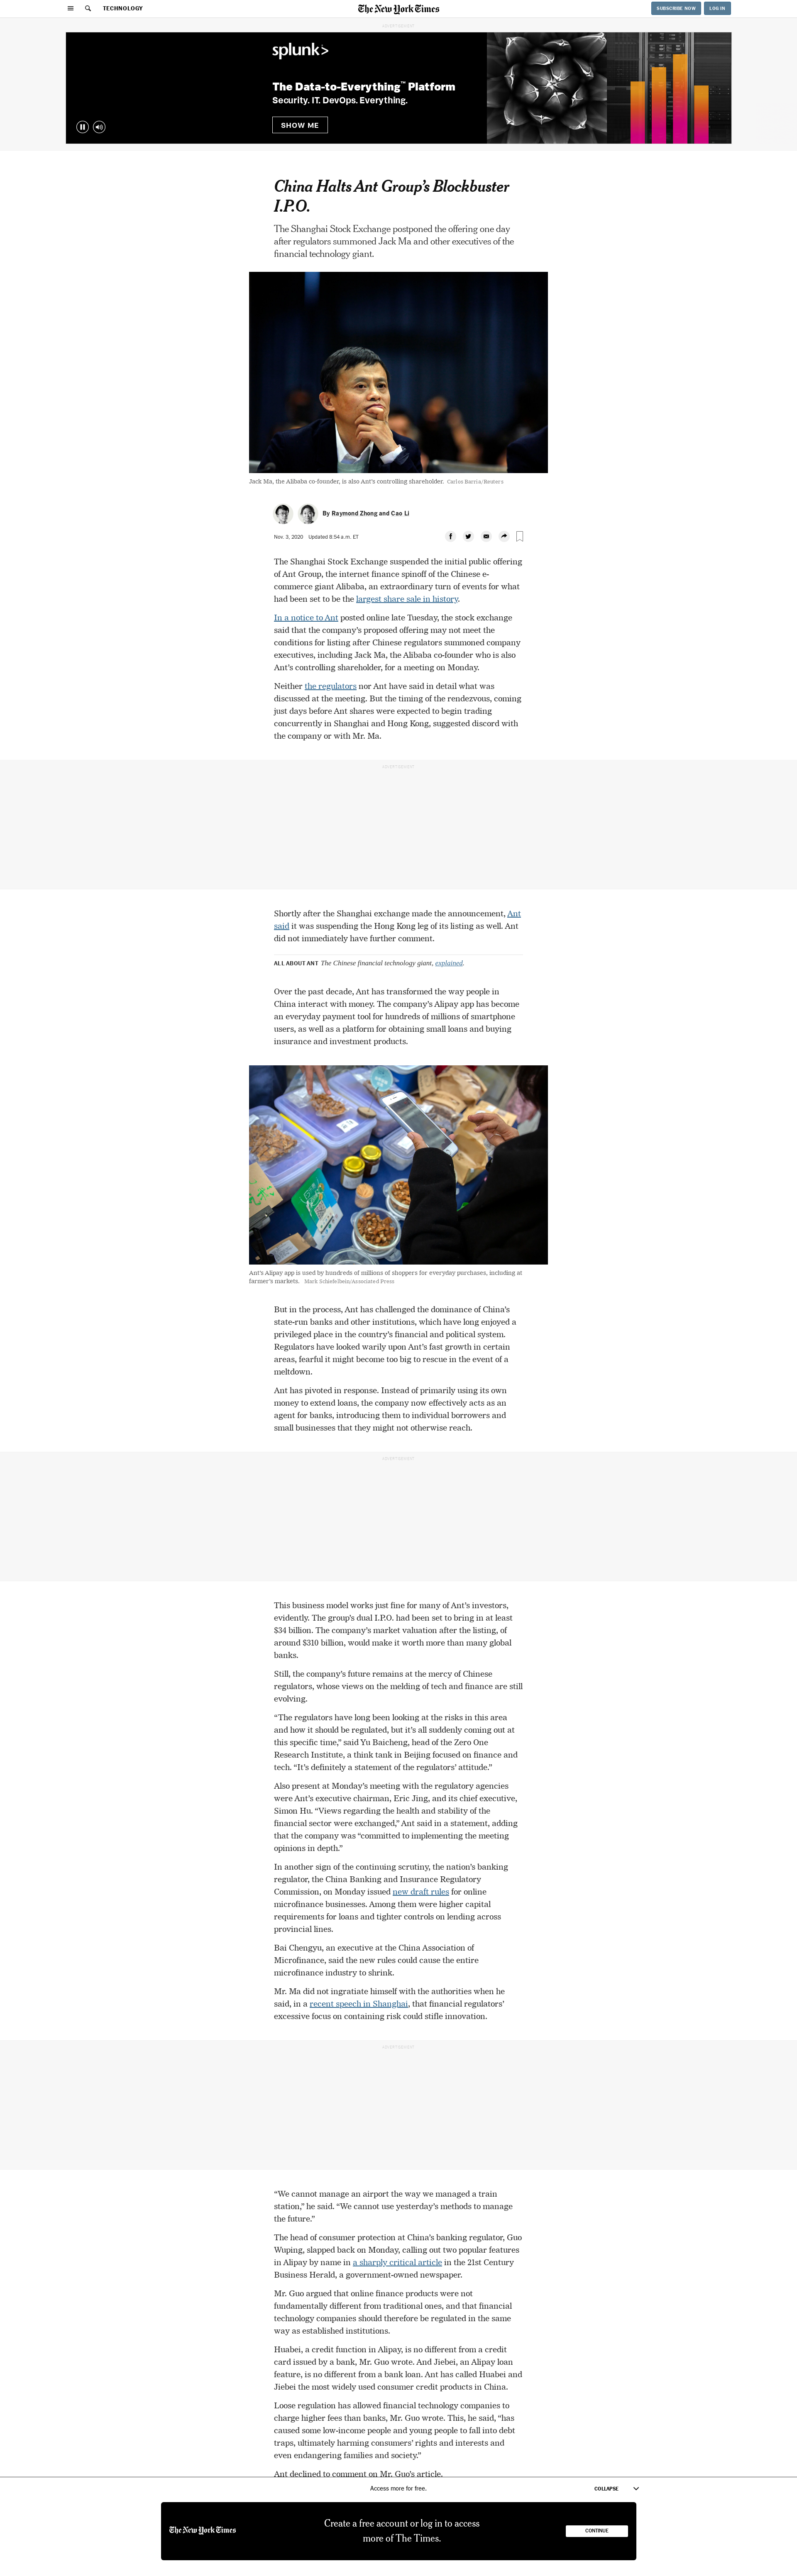 TECHNOLOGY
The New York Times
SUBSCRIBE NOW
LOG IN
ADVERTISEMENT
splunk>
The Data-to-Everything™ Platform
Security. IT. DevOps. Everything.
SHOW ME
China Halts Ant Group’s Blockbuster
I.P.O.
The Shanghai Stock Exchange postponed the offering one day
after regulators summoned Jack Ma and other executives of the
financial technology giant.
Jack Ma, the Alibaba co-founder, is also Ant’s controlling shareholder. Carlos Barria/Reuters
By Raymond Zhong and Cao Li
Nov. 3, 2020 Updated 8:54 a.m. ET
The Shanghai Stock Exchange suspended the initial public offering
of Ant Group, the internet finance spinoff of the Chinese e-
commerce giant Alibaba, an extraordinary turn of events for what
had been set to be the largest share sale in history.
In a notice to Ant posted online late Tuesday, the stock exchange
said that the company’s proposed offering may not meet the
conditions for listing after Chinese regulators summoned company
executives, including Jack Ma, the Alibaba co-founder who is also
Ant’s controlling shareholder, for a meeting on Monday.
Neither the regulators nor Ant have said in detail what was
discussed at the meeting. But the timing of the rendezvous, coming
just days before Ant shares were expected to begin trading
concurrently in Shanghai and Hong Kong, suggested discord with
the company or with Mr. Ma.
ADVERTISEMENT
Shortly after the Shanghai exchange made the announcement, Ant
said it was suspending the Hong Kong leg of its listing as well. Ant
did not immediately have further comment.
ALL ABOUT ANT The Chinese financial technology giant, explained.
Over the past decade, Ant has transformed the way people in
China interact with money. The company’s Alipay app has become
an everyday payment tool for hundreds of millions of smartphone
users, as well as a platform for obtaining small loans and buying
insurance and investment products.
Ant’s Alipay app is used by hundreds of millions of shoppers for everyday purchases, including at
farmer’s markets. Mark Schiefelbein/Associated Press
But in the process, Ant has challenged the dominance of China’s
state-run banks and other institutions, which have long enjoyed a
privileged place in the country’s financial and political system.
Regulators have looked warily upon Ant’s fast growth in certain
areas, fearful it might become too big to rescue in the event of a
meltdown.
Ant has pivoted in response. Instead of primarily using its own
money to extend loans, the company now effectively acts as an
agent for banks, introducing them to individual borrowers and
small businesses that they might not otherwise reach.
ADVERTISEMENT
This business model works just fine for many of Ant’s investors,
evidently. The group’s dual I.P.O. had been set to bring in at least
$34 billion. The company’s market valuation after the listing, of
around $310 billion, would make it worth more than many global
banks.
Still, the company’s future remains at the mercy of Chinese
regulators, whose views on the melding of tech and finance are still
evolving.
“The regulators have long been looking at the risks in this area
and how it should be regulated, but it’s all suddenly coming out at
this specific time,” said Yu Baicheng, head of the Zero One
Research Institute, a think tank in Beijing focused on finance and
tech. “It’s definitely a statement of the regulators’ attitude.”
Also present at Monday’s meeting with the regulatory agencies
were Ant’s executive chairman, Eric Jing, and its chief executive,
Simon Hu. “Views regarding the health and stability of the
financial sector were exchanged,” Ant said in a statement, adding
that the company was “committed to implementing the meeting
opinions in depth.”
In another sign of the continuing scrutiny, the nation’s banking
regulator, the China Banking and Insurance Regulatory
Commission, on Monday issued new draft rules for online
microfinance businesses. Among them were higher capital
requirements for loans and tighter controls on lending across
provincial lines.
Bai Chengyu, an executive at the China Association of
Microfinance, said the new rules could cause the entire
microfinance industry to shrink.
Mr. Ma did not ingratiate himself with the authorities when he
said, in a recent speech in Shanghai, that financial regulators’
excessive focus on containing risk could stifle innovation.
ADVERTISEMENT
“We cannot manage an airport the way we managed a train
station,” he said. “We cannot use yesterday’s methods to manage
the future.”
The head of consumer protection at China’s banking regulator, Guo
Wuping, slapped back on Monday, calling out two popular features
in Alipay by name in a sharply critical article in the 21st Century
Business Herald, a government-owned newspaper.
Mr. Guo argued that online finance products were not
fundamentally different from traditional ones, and that financial
technology companies should therefore be regulated in the same
way as established institutions.
Huabei, a credit function in Alipay, is no different from a credit
card issued by a bank, Mr. Guo wrote. And Jiebei, an Alipay loan
feature, is no different from a bank loan. Ant has called Huabei and
Jiebei the most widely used consumer credit products in China.
Loose regulation has allowed financial technology companies to
charge higher fees than banks, Mr. Guo wrote. This, he said, “has
caused some low-income people and young people to fall into debt
traps, ultimately harming consumers’ rights and interests and
even endangering families and society.”
Ant declined to comment on Mr. Guo’s article.
Access more for free.
COLLAPSE
The New York Times
Create a free account or log in to access
more of The Times.
CONTINUE